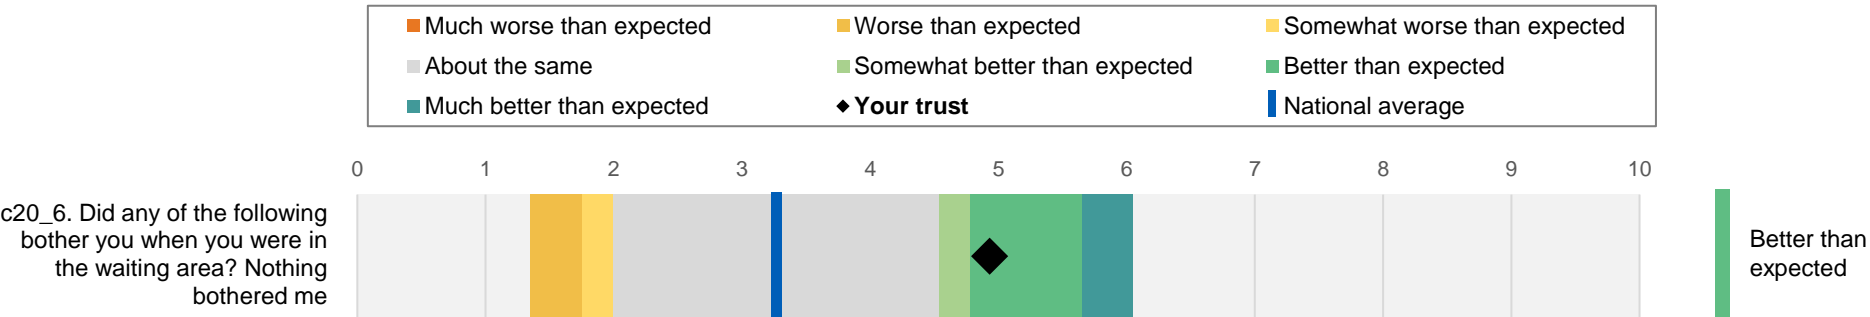 Much worse than expected
Worse than expected
Somewhat worse than expected
About the same
Somewhat better than expected
Better than expected
Much better than expected
Your trust
National average
0 1 2 3 4 5 6 7 8 9 10
c20_6. Did any of the following
bother you when you were in
the waiting area? Nothing
bothered me
Better than
expected